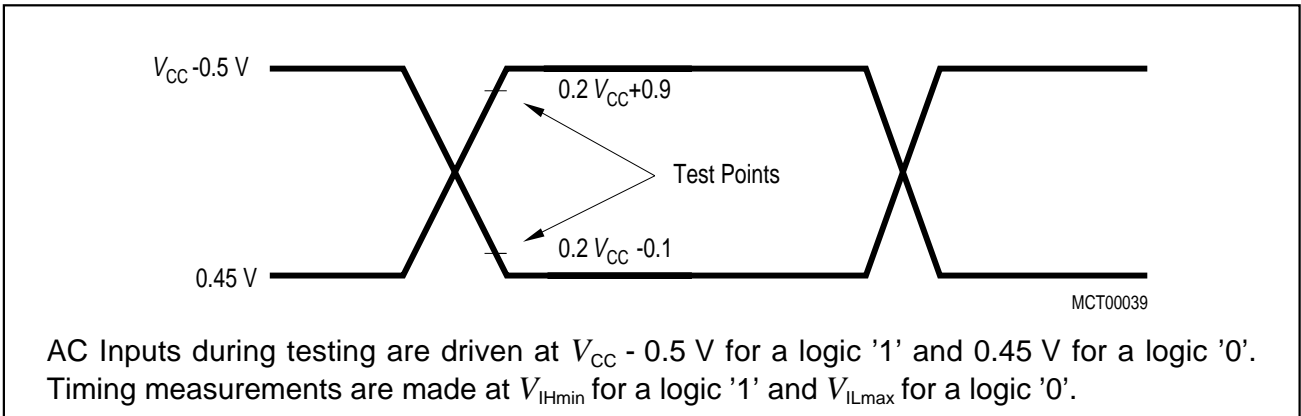 VCC -0.5 V
0.2 VCC+0.9
Test Points
0.2 VCC -0.1
0.45 V
MCT00039
AC Inputs during testing are driven at VCC - 0.5 V for a logic ’1’ and 0.45 V for a logic ’0’.
Timing measurements are made at VIHmin for a logic ’1’ and VILmax for a logic ’0’.